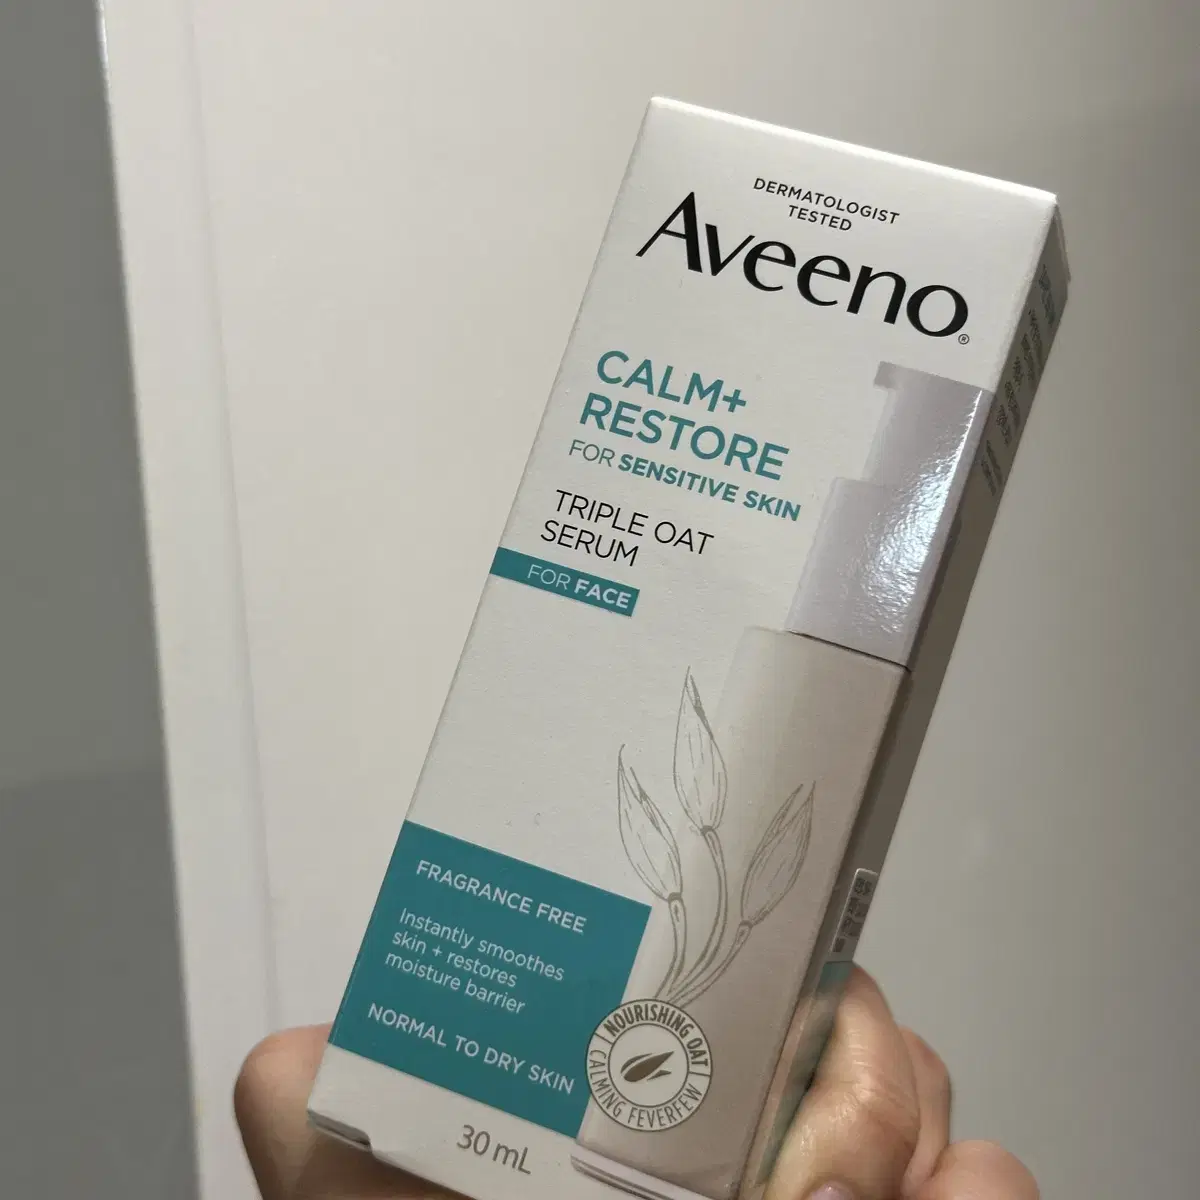 DERMATOLOGIST
TESTED
Aveeno®
CALM+
RESTORE
FOR SENSITIVE SKIN
TRIPLE OAT
SERUM
FOR FACE
FRAGRANCE FREE
Instantly smoothes
skin + restores
moisture barrier
NORMAL TO DRY SKIN
NOURISHING OAT
CALMING FEVERFEW
30 mL